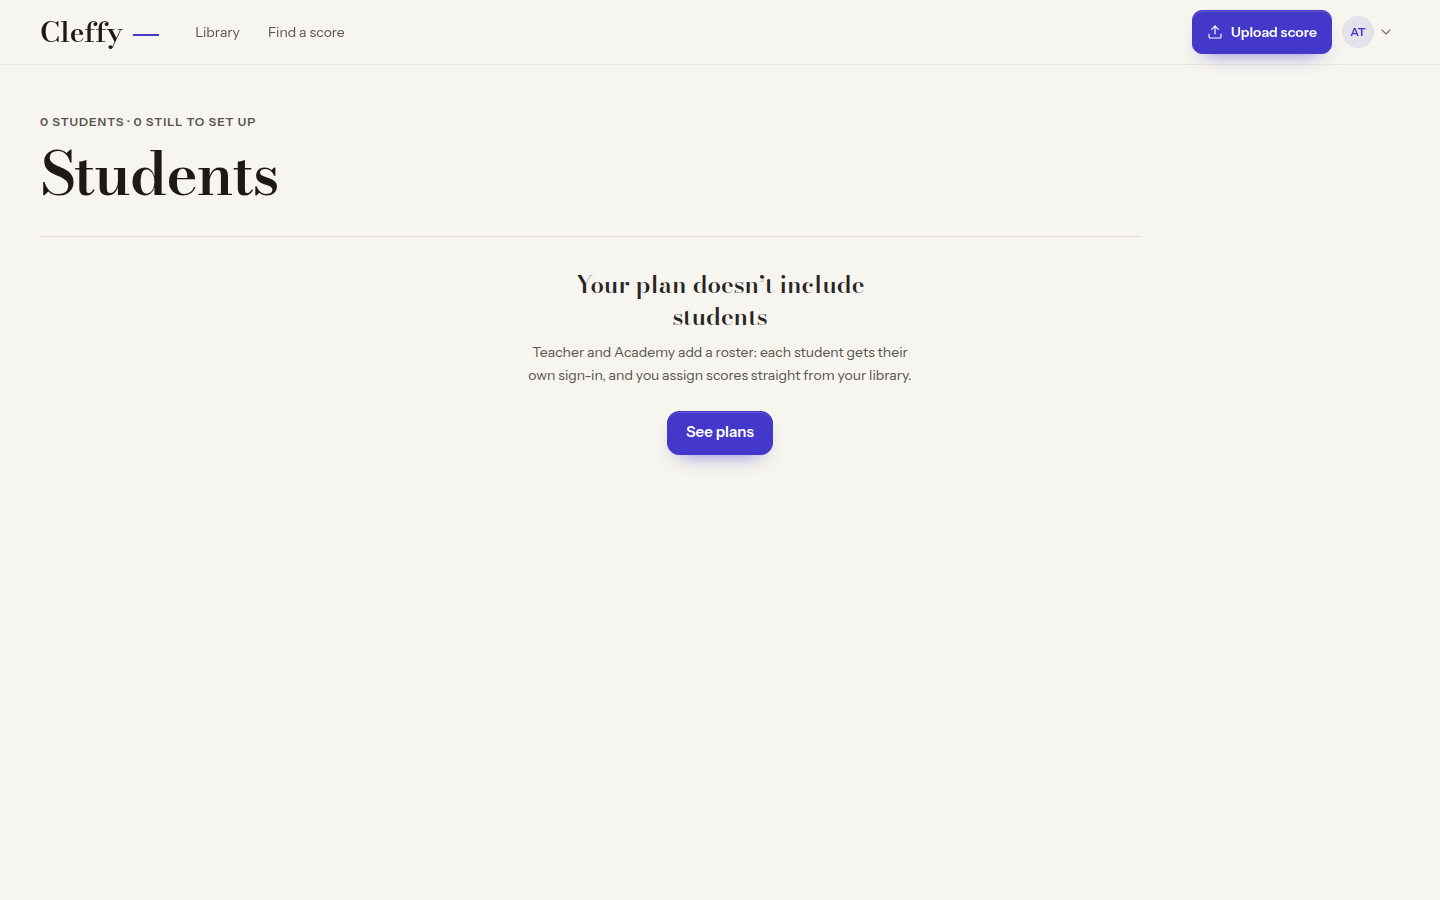 Cleffy
Library
Find a score
Upload score
AT
0 STUDENTS · 0 STILL TO SET UP
Students
Your plan doesn’t include
students
Teacher and Academy add a roster: each student gets their
own sign-in, and you assign scores straight from your library.
See plans